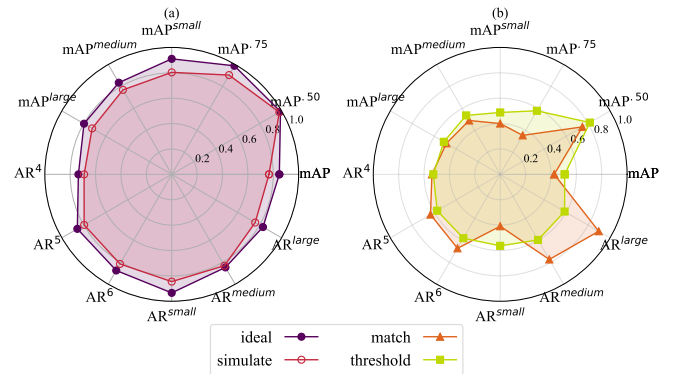 (a)
mAP^small
mAP^medium
mAP^.75
mAP^large
mAP^.50
1.0
0.8
0.6
0.4
0.2
AR^4
mAP
AR^5
AR^large
AR^6
AR^medium
AR^small
(b)
mAP^small
mAP^medium
mAP^.75
mAP^large
mAP^.50
1.0
0.8
0.6
0.4
0.2
AR^4
mAP
AR^5
AR^large
AR^6
AR^medium
AR^small
ideal
simulate
match
threshold